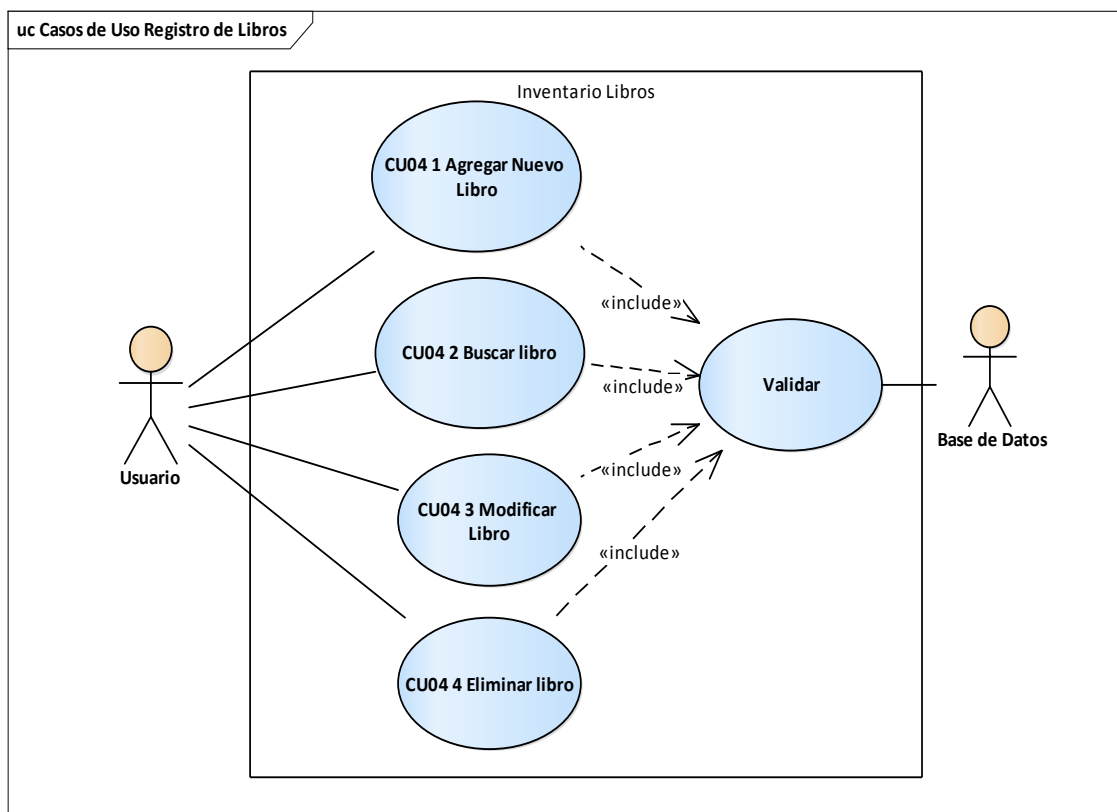 uc Casos de Uso Registro de Libros
Inventario Libros
CU04 1 Agregar Nuevo
Libro
«include»
CU04 2 Buscar libro
«include»
Validar
Usuario
Base de Datos
CU04 3 Modificar
Libro
«include»
«include»
CU04 4 Eliminar libro